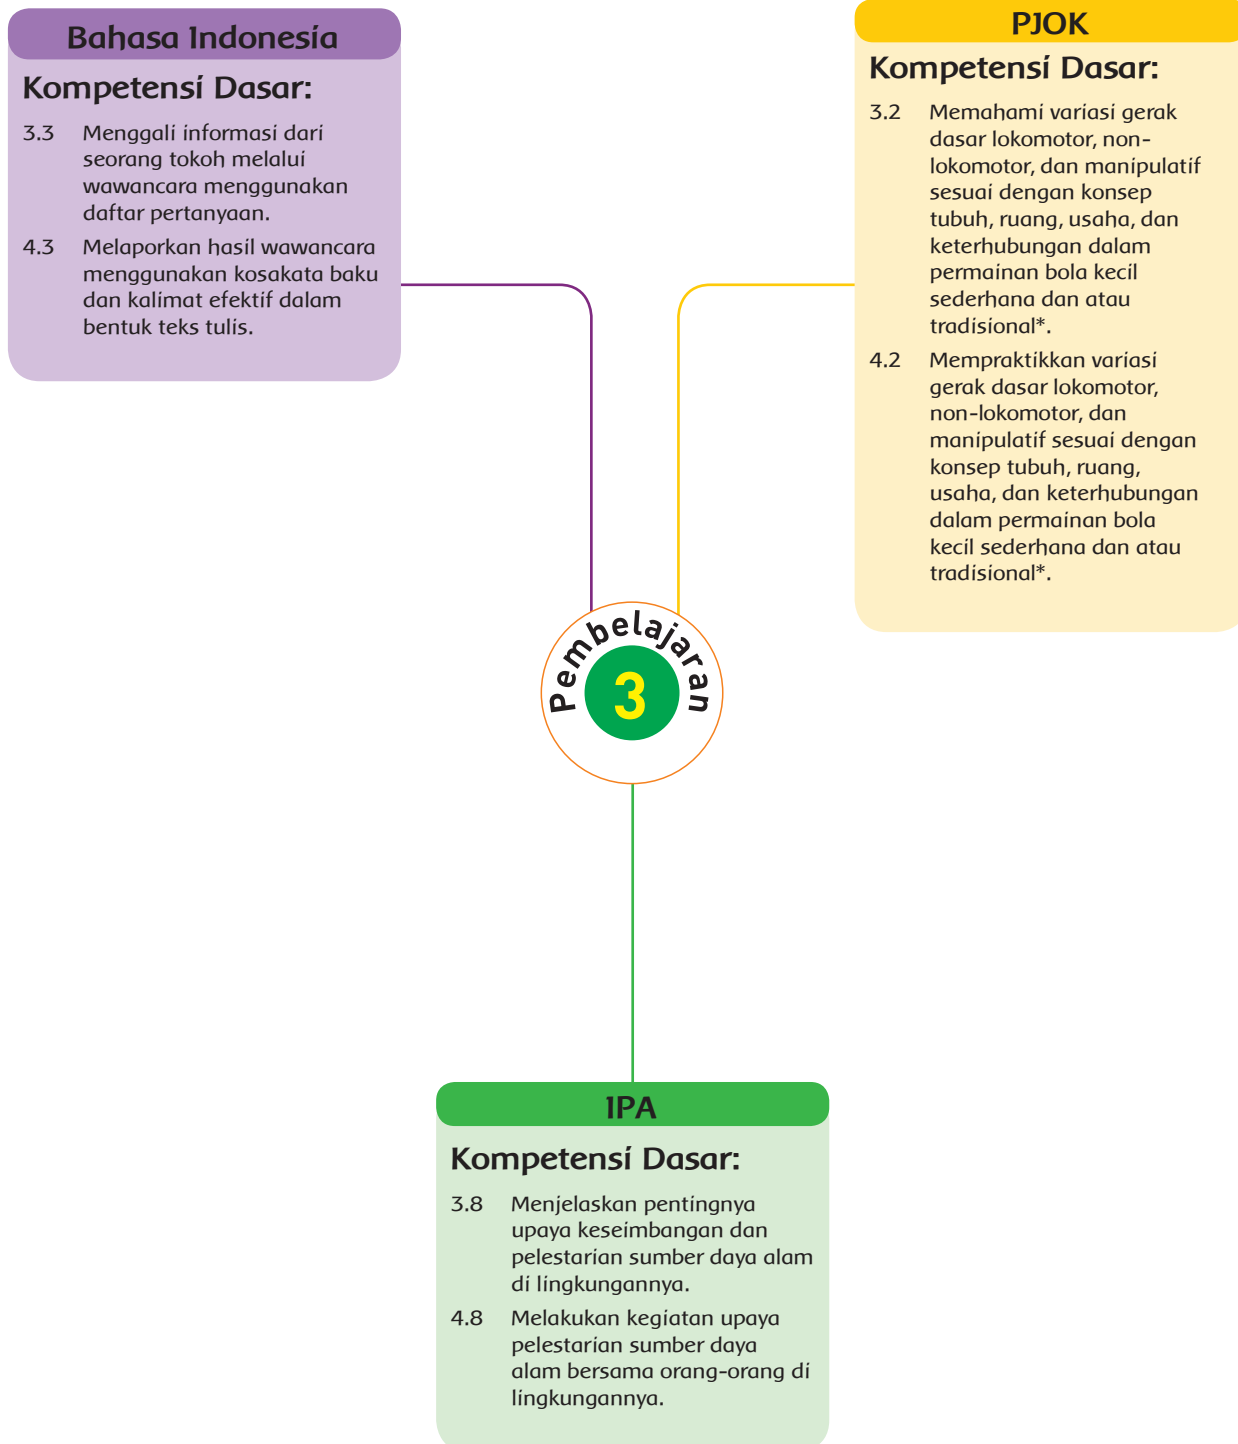 Bahasa Indonesia
Kompetensi Dasar:
3.3 Menggali informasi dari
seorang tokoh melalui
wawancara menggunakan
daftar pertanyaan.
4.3 Melaporkan hasil wawancara
menggunakan kosakata baku
dan kalimat efektif dalam
bentuk teks tulis.
PJOK
Kompetensi Dasar:
3.2 Memahami variasi gerak
dasar lokomotor, non-
lokomotor, dan manipulatif
sesuai dengan konsep
tubuh, ruang, usaha, dan
keterhubungan dalam
permainan bola kecil
sederhana dan atau
tradisional*.
4.2 Mempraktikkan variasi
gerak dasar lokomotor,
non-lokomotor, dan
manipulatif sesuai dengan
konsep tubuh, ruang,
usaha, dan keterhubungan
dalam permainan bola
kecil sederhana dan atau
tradisional*.
Pembelajaran
3
IPA
Kompetensi Dasar:
3.8 Menjelaskan pentingnya
upaya keseimbangan dan
pelestarian sumber daya alam
di lingkungannya.
4.8 Melakukan kegiatan upaya
pelestarian sumber daya
alam bersama orang-orang di
lingkungannya.